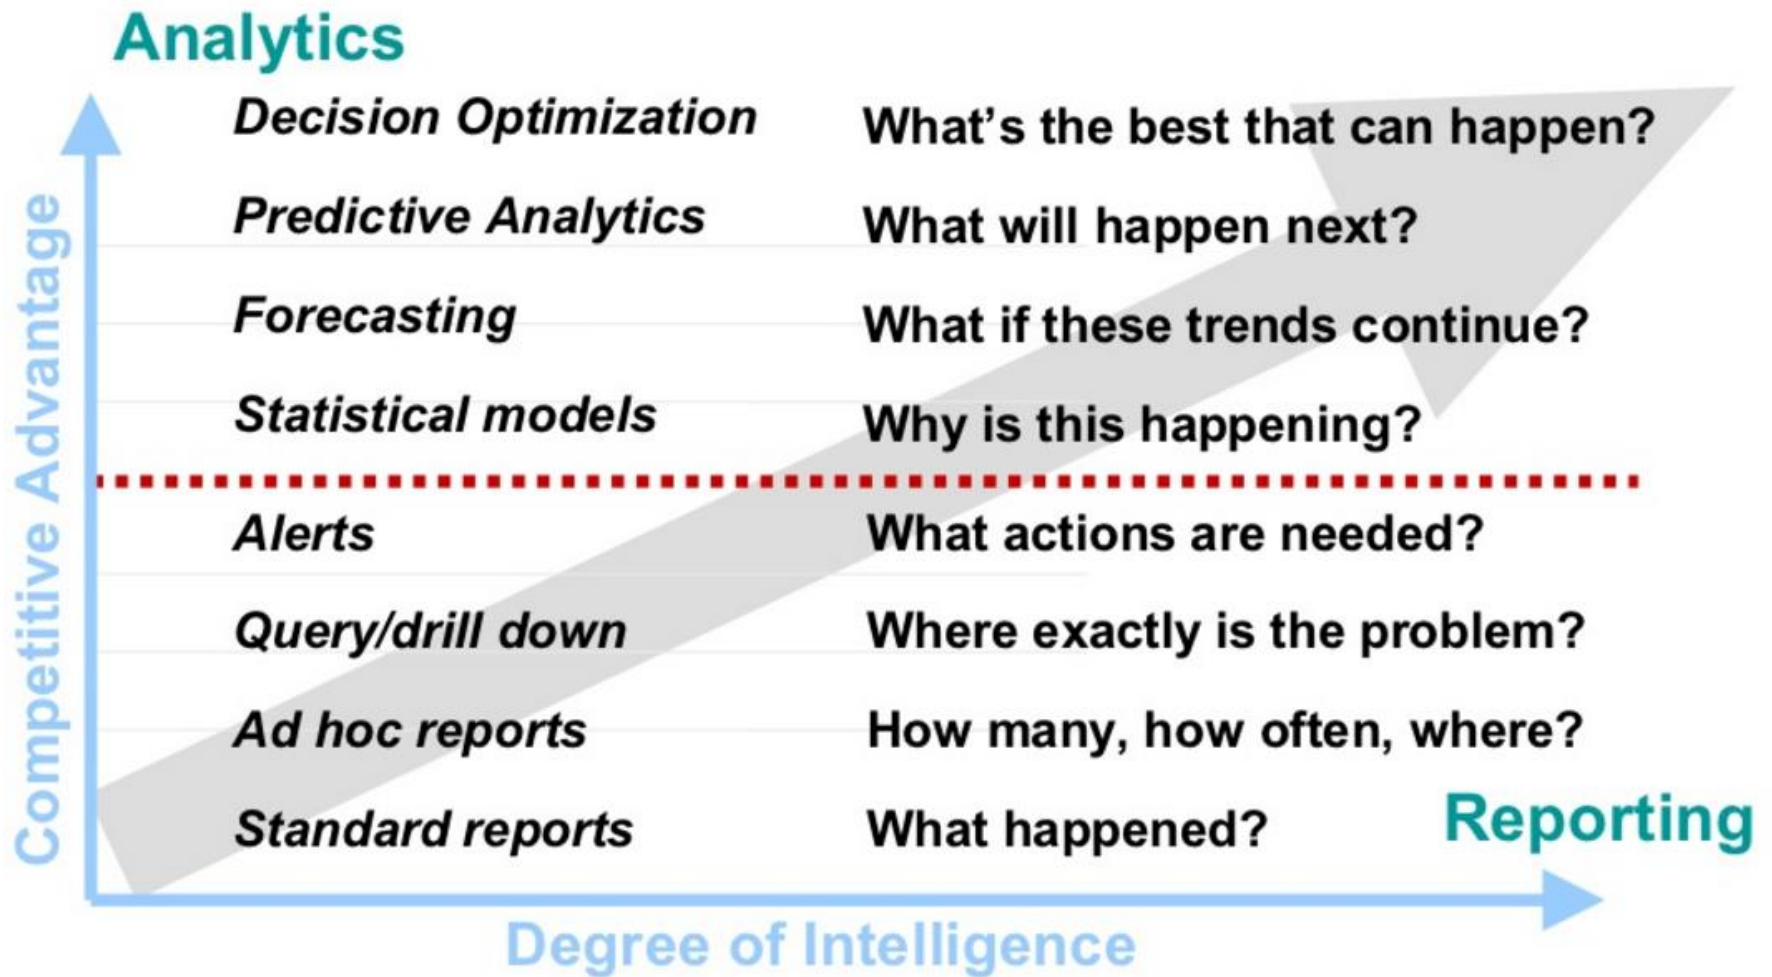 Analytics
Decision Optimization What's the best that can happen?
Predictive Analytics What will happen next?
Forecasting What if these trends continue?
Statistical models Why is this happening?
Alerts What actions are needed?
Query/drill down Where exactly is the problem?
Ad hoc reports How many, how often, where?
Standard reports What happened?
Reporting
Competitive Advantage
Degree of Intelligence